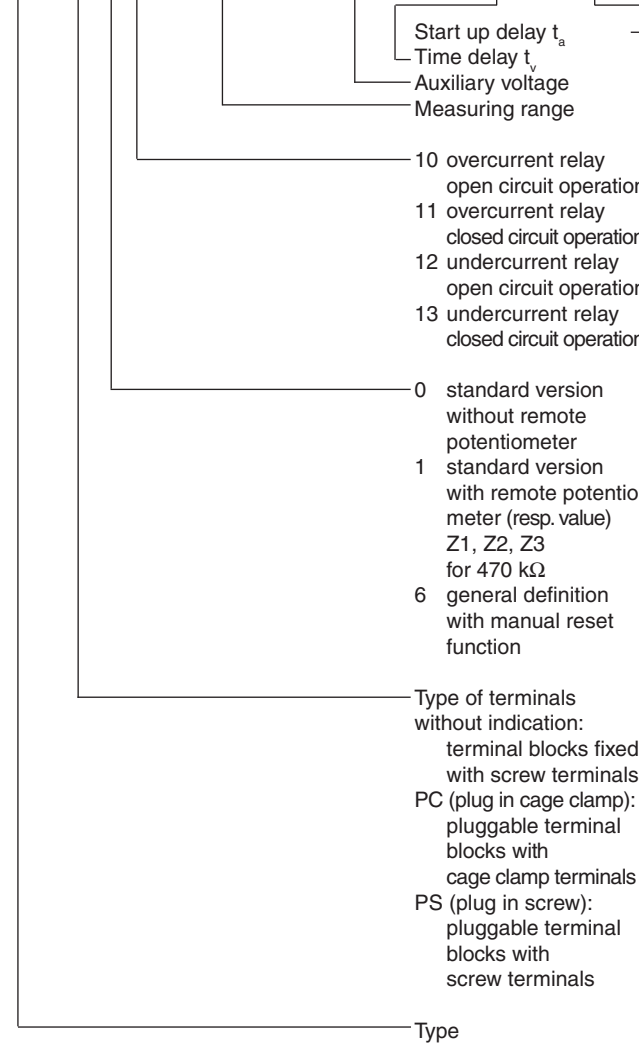 Start up delay tₐ
Time delay tᵥ
Auxiliary voltage
Measuring range
10 overcurrent relay
open circuit operation
11 overcurrent relay
closed circuit operation
12 undercurrent relay
open circuit operation
13 undercurrent relay
closed circuit operation
0 standard version
without remote
potentiometer
1 standard version
with remote potentio
meter (resp. value)
Z1, Z2, Z3
for 470 kΩ
6 general definition
with manual reset
function
Type of terminals
without indication:
terminal blocks fixed
with screw terminals
PC (plug in cage clamp):
pluggable terminal
blocks with
cage clamp terminals
PS (plug in screw):
pluggable terminal
blocks with
screw terminals
Type